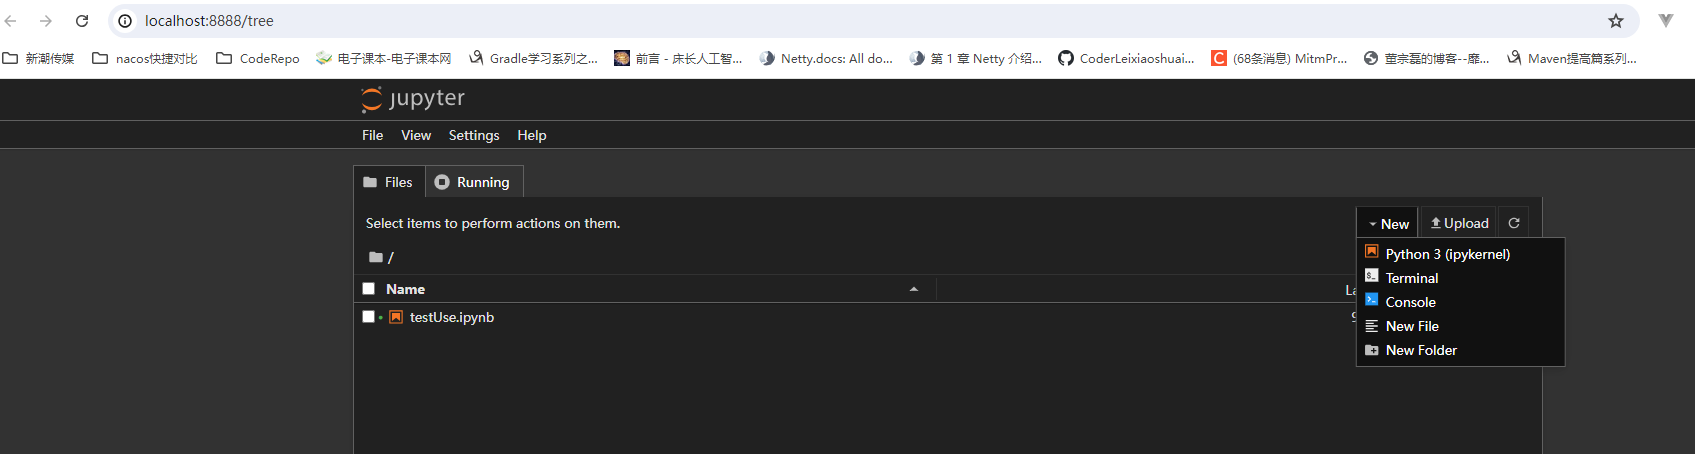 localhost:8888/tree
新潮传媒 nacos快捷对比 CodeRepo 电子课本-电子课本网 Gradle学习系列之... 前言 - 床长人工智... Netty.docs: All do... 第 1 章 Netty 介绍... CoderLeixiaoshuai... (68条消息) MitmPr... 董宗磊的博客--靡... Maven提高篇系列...
jupyter
File View Settings Help
Files Running
Select items to perform actions on them.
New Upload
/
Python 3 (ipykernel)
Terminal
Name
Console
testUse.ipynb
New File
New Folder